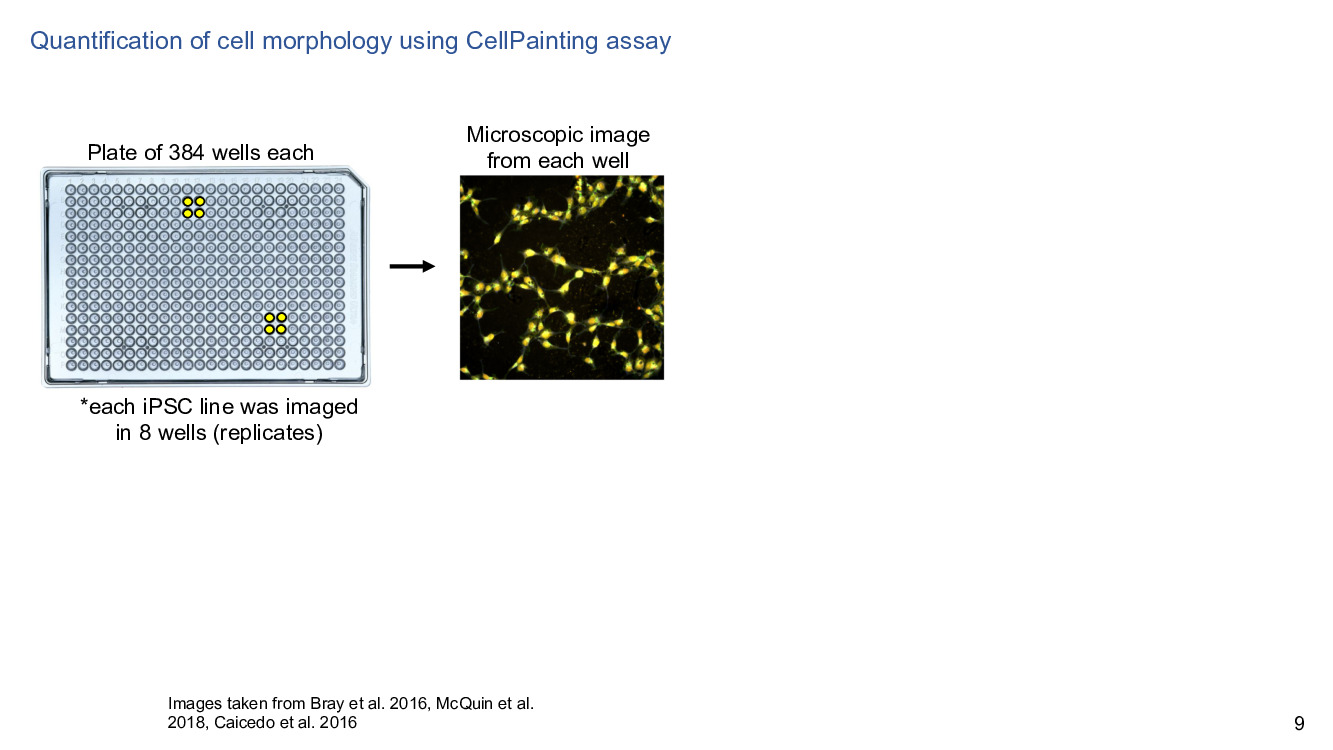 Quantification of cell morphology using CellPainting assay
Plate of 384 wells each
Microscopic image
from each well
*each iPSC line was imaged
in 8 wells (replicates)
Images taken from Bray et al. 2016, McQuin et al.
2018, Caicedo et al. 2016
9